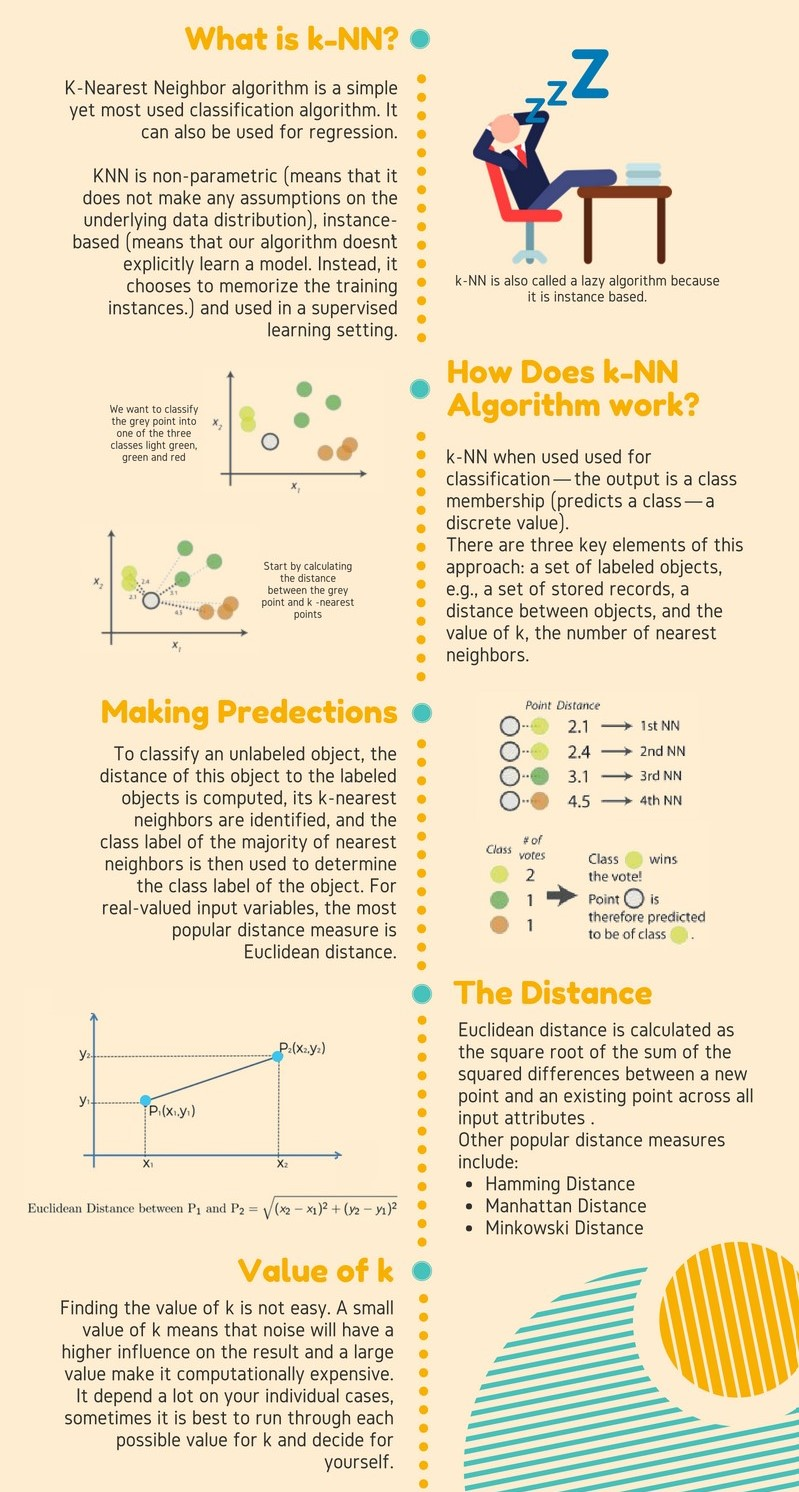 What is k-NN?
K-Nearest Neighbor algorithm is a simple
yet most used classification algorithm. It
can also be used for regression.
KNN is non-parametric (means that it
does not make any assumptions on the
underlying data distribution), instance-
based (means that our algorithm doesnt
explicitly learn a model. Instead, it
chooses to memorize the training
instances.) and used in a supervised
learning setting.
z z Z
k-NN is also called a lazy algorithm because
it is instance based.
We want to classify
the grey point into
one of the three
classes light green,
green and red
x2
x1
How Does k-NN
Algorithm work?
k-NN when used used for
classification — the output is a class
membership (predicts a class — a
discrete value).
There are three key elements of this
approach: a set of labeled objects,
e.g., a set of stored records, a
distance between objects, and the
value of k, the number of nearest
neighbors.
x2
2.4
2.1
3.1
4.5
x1
Start by calculating
the distance
between the grey
point and k -nearest
points
Making Predections
To classify an unlabeled object, the
distance of this object to the labeled
objects is computed, its k-nearest
neighbors are identified, and the
class label of the majority of nearest
neighbors is then used to determine
the class label of the object. For
real-valued input variables, the most
popular distance measure is
Euclidean distance.
Point Distance
2.1 → 1st NN
2.4 → 2nd NN
3.1 → 3rd NN
4.5 → 4th NN
Class # of votes
2
1
1
Class wins
the vote!
Point is
therefore predicted
to be of class .
The Distance
Euclidean distance is calculated as
the square root of the sum of the
squared differences between a new
point and an existing point across all
input attributes .
Other popular distance measures
include:
• Hamming Distance
• Manhattan Distance
• Minkowski Distance
y2
P2(x2,y2)
y1
P1(x1,y1)
x1
x2
Euclidean Distance between P1 and P2 = √(x2 − x1)² + (y2 − y1)²
Value of k
Finding the value of k is not easy. A small
value of k means that noise will have a
higher influence on the result and a large
value make it computationally expensive.
It depend a lot on your individual cases,
sometimes it is best to run through each
possible value for k and decide for
yourself.